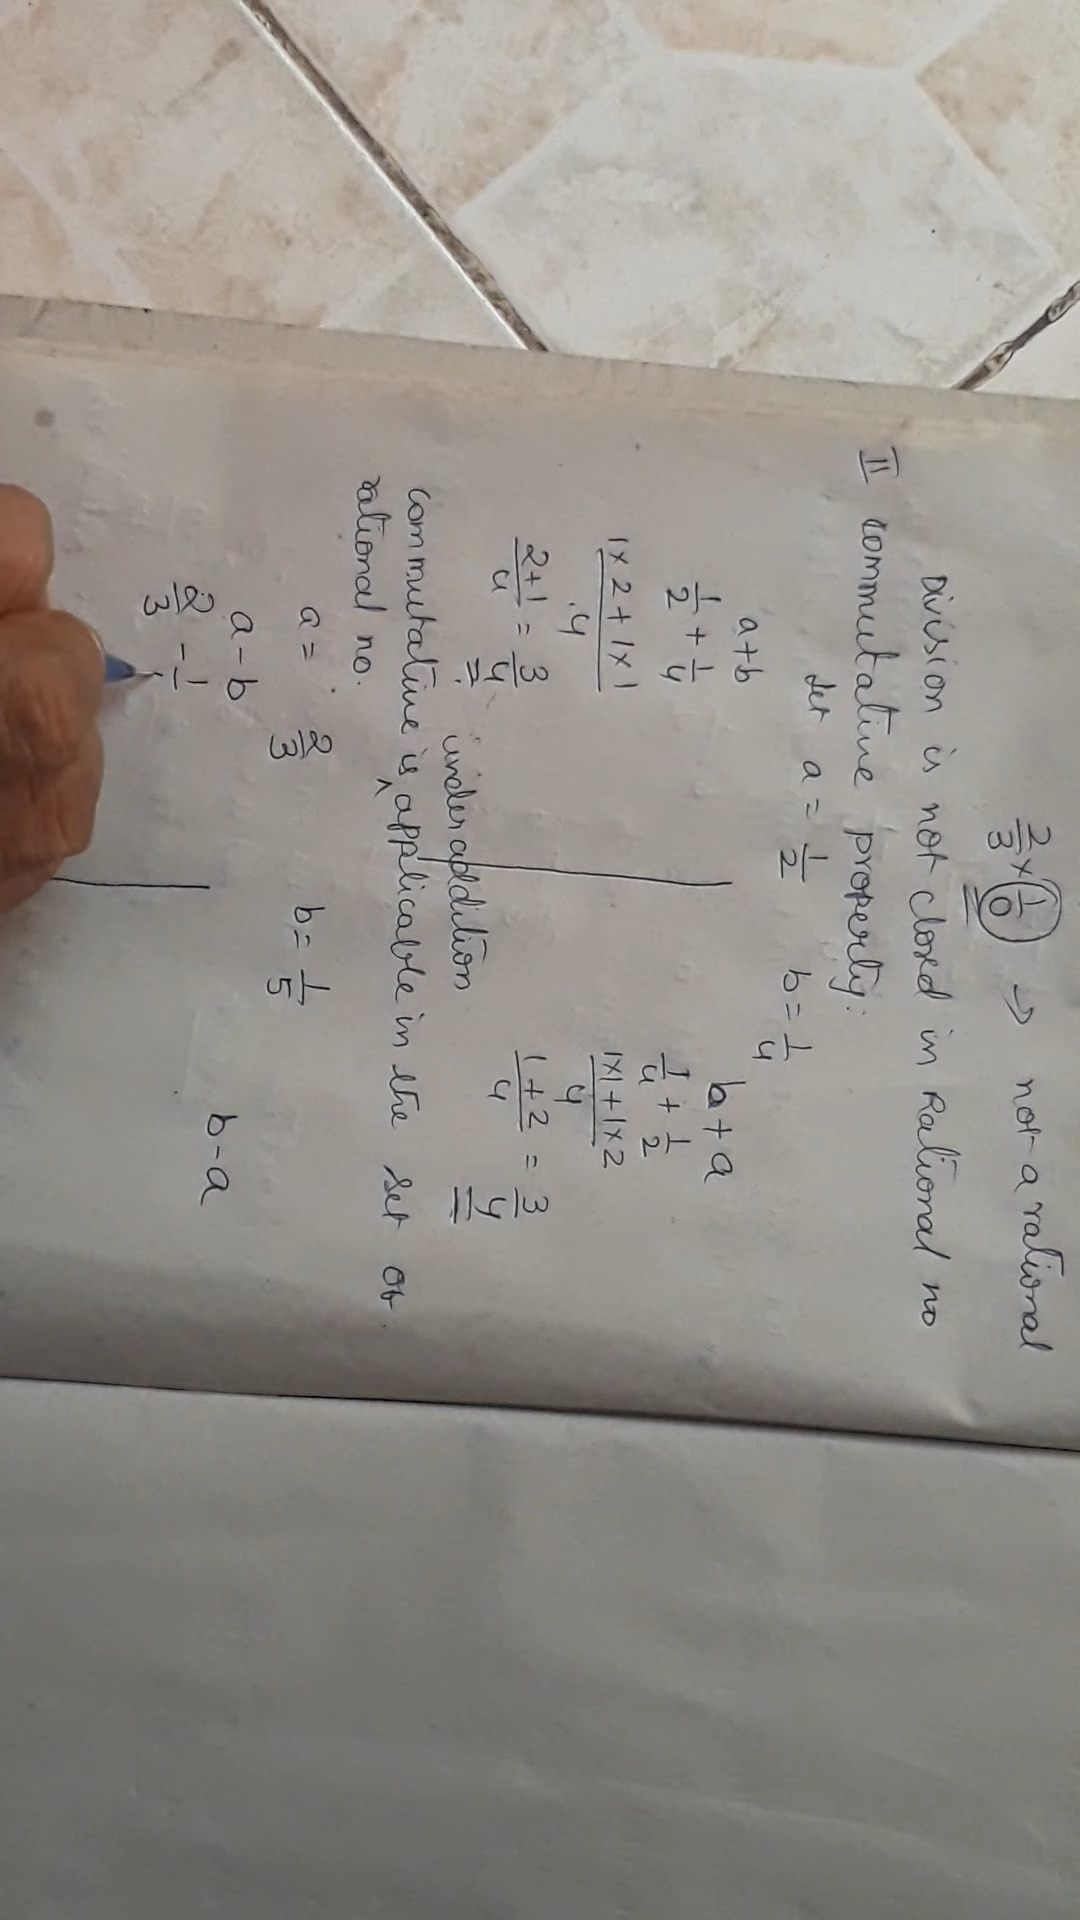 2/3 × 1/0 → not a rational
Division is not closed in Rational no
II commutative property:
Let a = 1/2 b = 1/4
a+b b+a
1/2 + 1/4 1/4 + 1/2
1×2+1×1/4 1×1+1×2/4
2+1/4 = 3/4 1+2/4 = 3/4
under addition
Commutative is ^ applicable in the set of
rational no.
a = 2/3 b = 1/5
a-b b-a
2/3 - 1